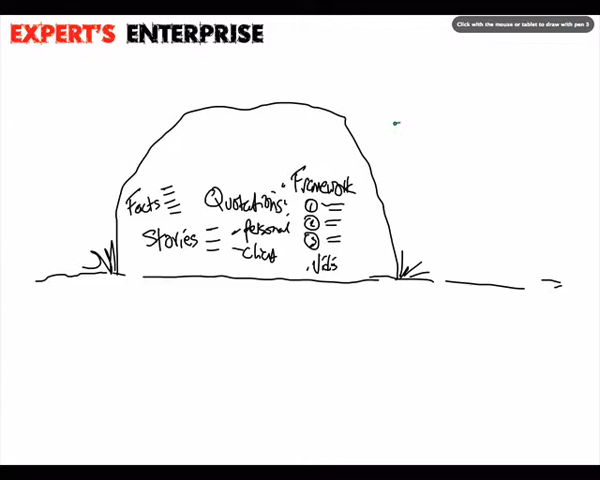 EXPERT'S ENTERPRISE
Click with the mouse or tablet to draw with pen 3
Facts
Stories
Quotations:
- Personal
- Client
• Framework
1
2
3
. Vids